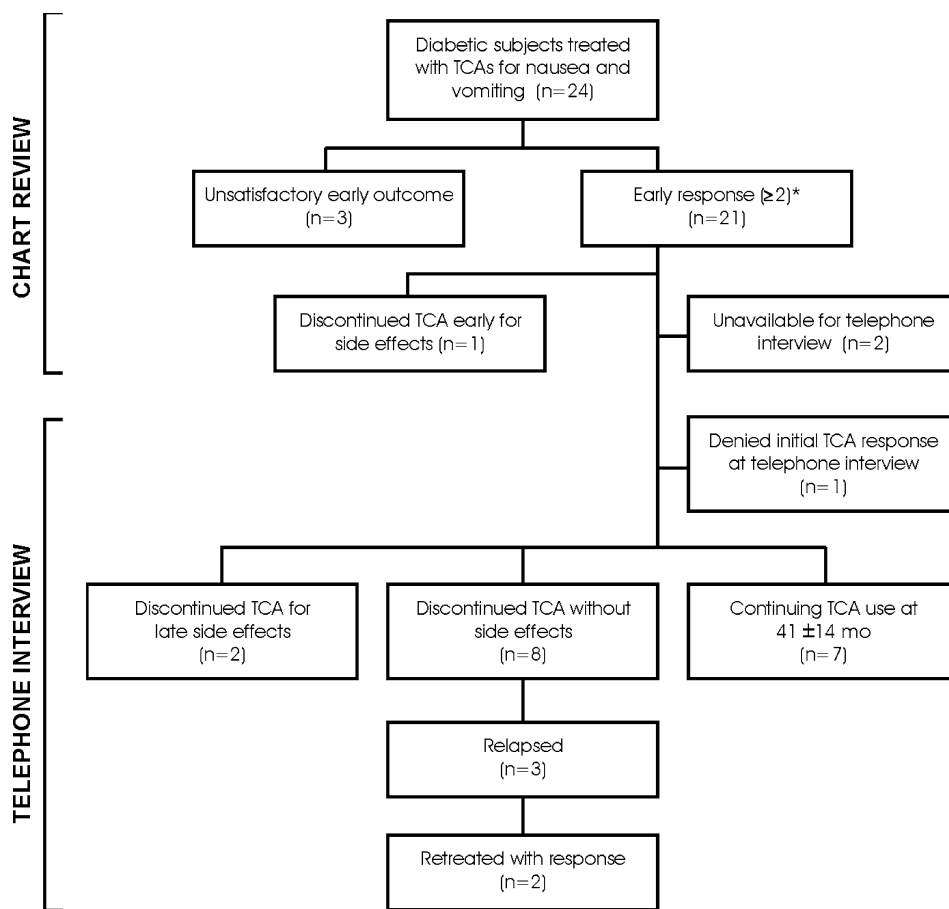 CHART REVIEW
Diabetic subjects treated
with TCAs for nausea and
vomiting (n=24)
Unsatisfactory early outcome
(n=3)
Early response (≥2)*
(n=21)
Discontinued TCA early for
side effects (n=1)
Unavailable for telephone
interview (n=2)
TELEPHONE INTERVIEW
Denied initial TCA response
at telephone interview
(n=1)
Discontinued TCA for
late side effects
(n=2)
Discontinued TCA without
side effects
(n=8)
Continuing TCA use at
41 ±14 mo
(n=7)
Relapsed
(n=3)
Retreated with response
(n=2)